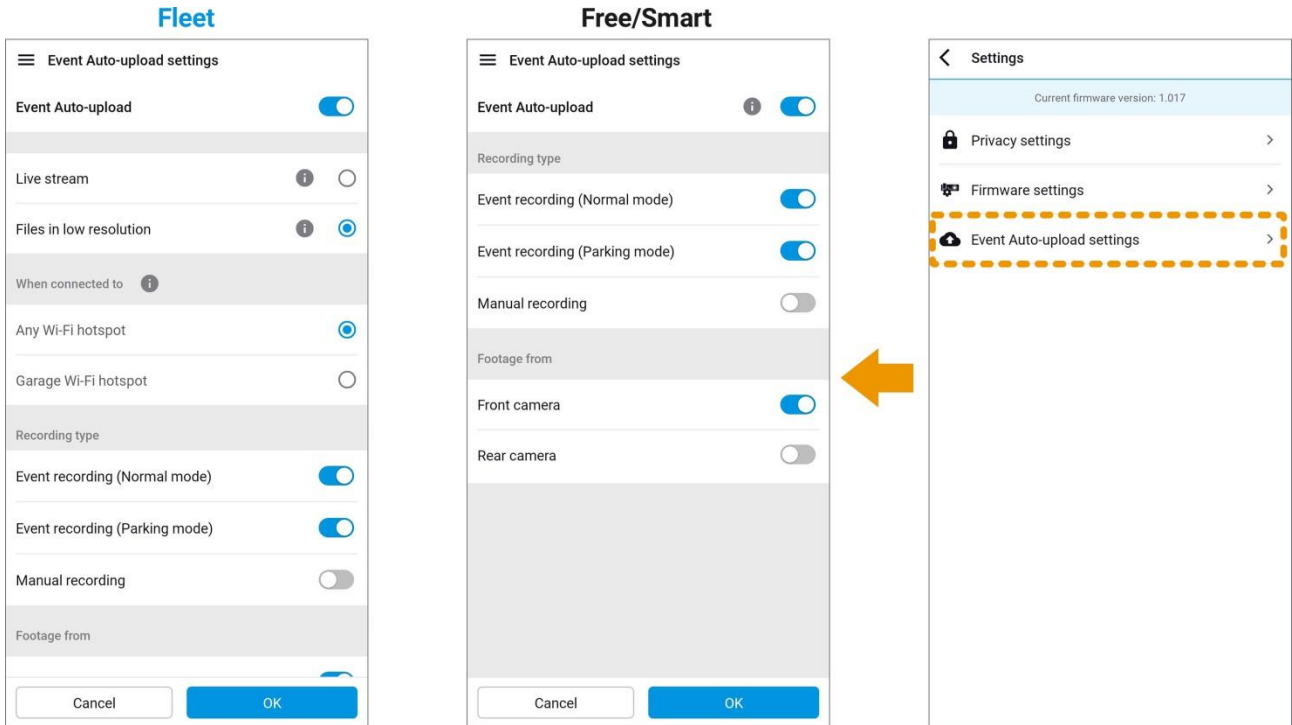 Fleet
Event Auto-upload settings
Event Auto-upload
Live stream
Files in low resolution
When connected to
Any Wi-Fi hotspot
Garage Wi-Fi hotspot
Recording type
Event recording (Normal mode)
Event recording (Parking mode)
Manual recording
Footage from
Cancel
OK
Free/Smart
Event Auto-upload settings
Event Auto-upload
Recording type
Event recording (Normal mode)
Event recording (Parking mode)
Manual recording
Footage from
Front camera
Rear camera
Cancel
OK
Settings
Current firmware version: 1.017
Privacy settings
Firmware settings
Event Auto-upload settings